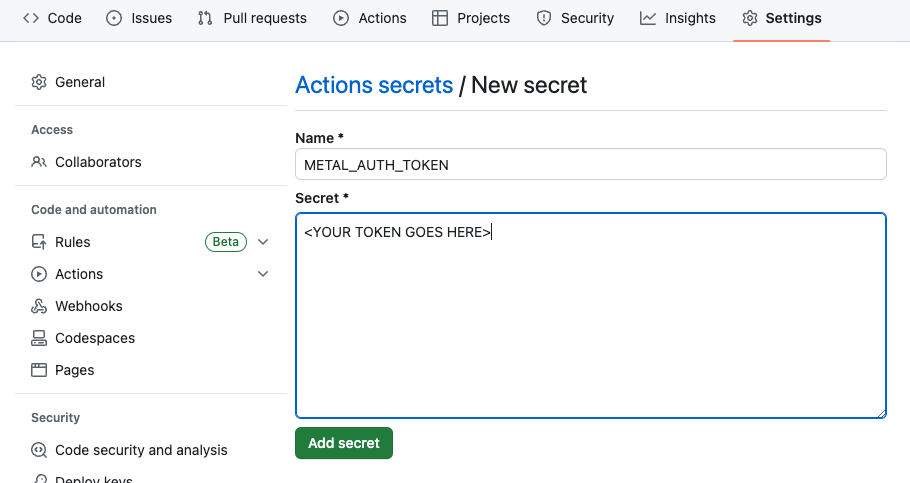 Code Issues Pull requests Actions Projects Security Insights Settings
General
Actions secrets / New secret
Access
Name *
Collaborators
METAL_AUTH_TOKEN
Secret *
Code and automation
<YOUR TOKEN GOES HERE>
Rules Beta
Actions
Webhooks
Codespaces
Pages
Security
Add secret
Code security and analysis
Deploy keys